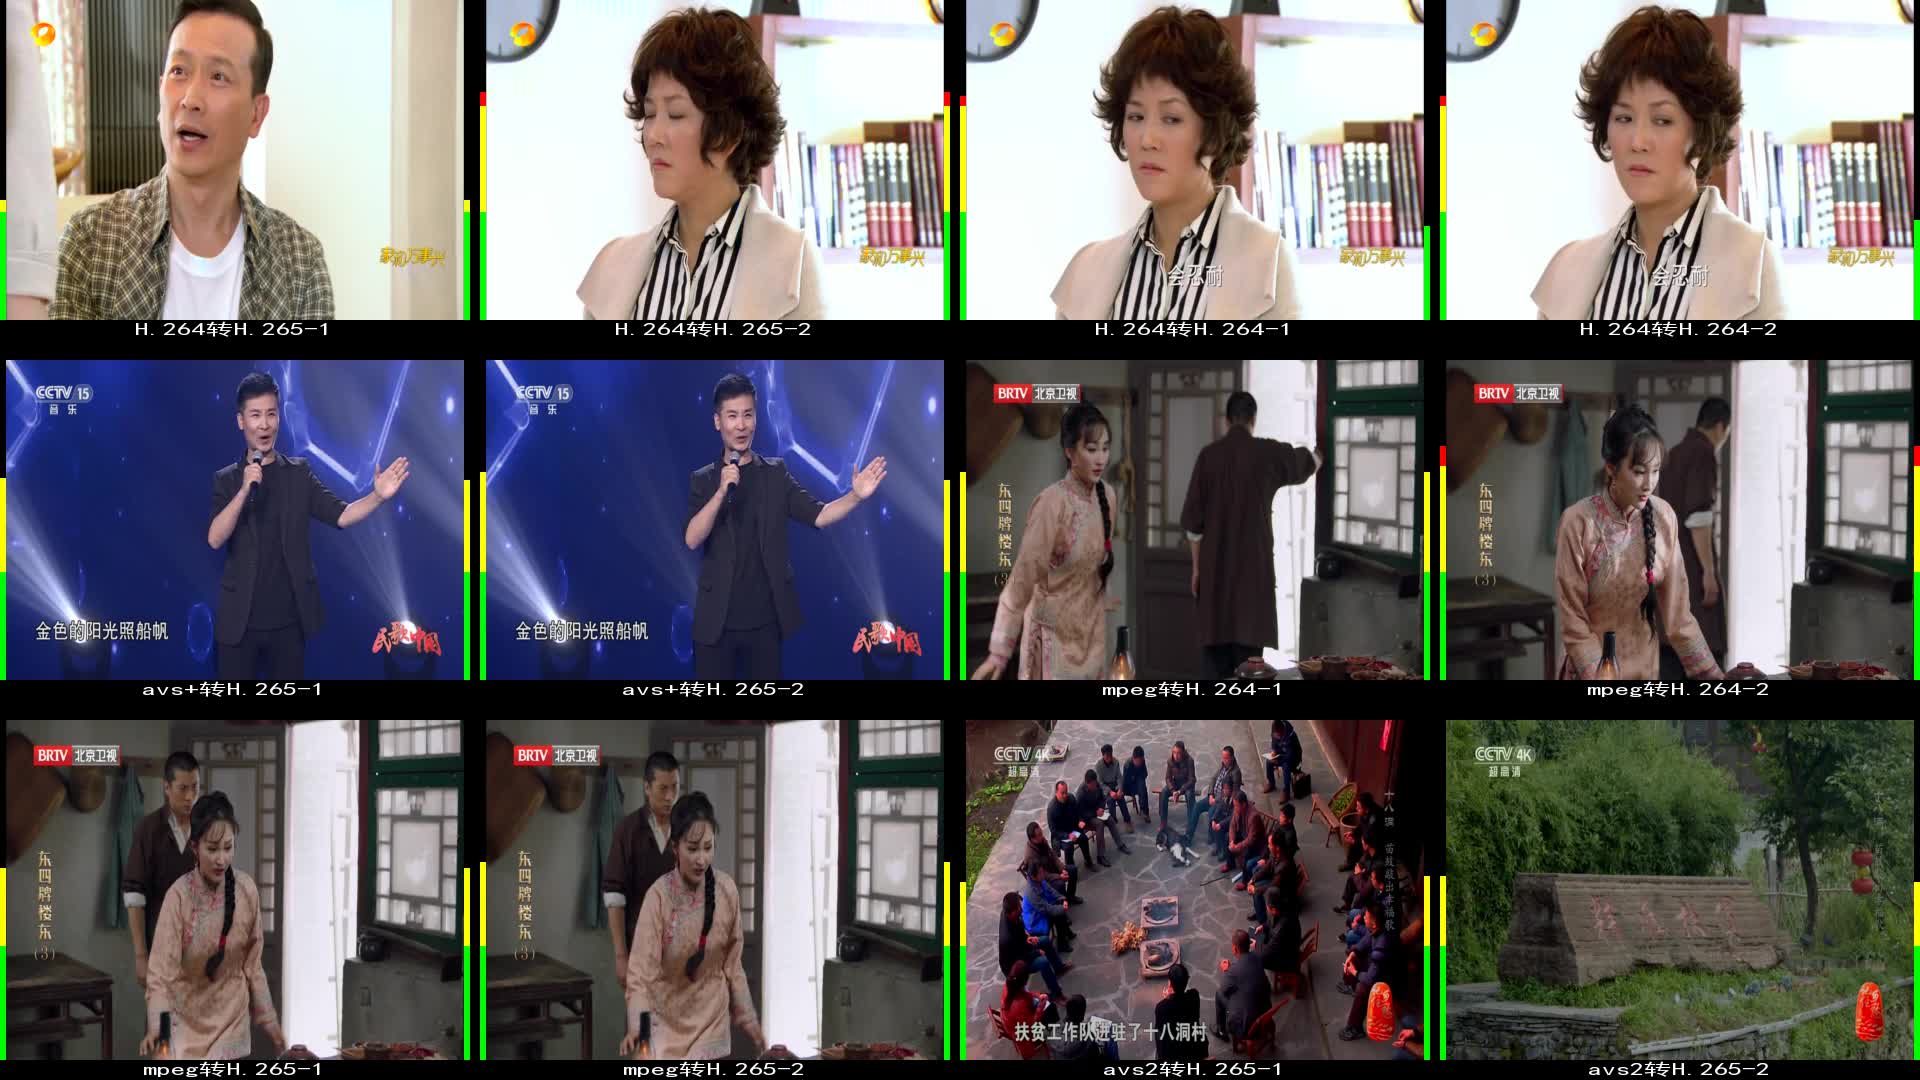 家和万事兴
家和万事兴
会忍耐
家和万事兴
会忍耐
家和万事兴
H.264转H.265-1
H.264转H.265-2
H.264转H.264-1
H.264转H.264-2
CCTV 15
音乐
金色的阳光照船帆
民歌中国
CCTV 15
音乐
金色的阳光照船帆
民歌中国
BRTV 北京卫视
东四牌楼东
(3
BRTV 北京卫视
东四牌楼东
(3)
avs+转H.265-1
avs+转H.265-2
mpeg转H.264-1
mpeg转H.264-2
BRTV 北京卫视
东四牌楼东
(3)
BRTV 北京卫视
东四牌楼东
(3)
CCTV 4K
超高清
十八洞 苗鼓敲出幸福歌
扶贫工作队进驻了十八洞村
CCTV 4K
超高清
mpeg转H.265-1
mpeg转H.265-2
avs2转H.265-1
avs2转H.265-2